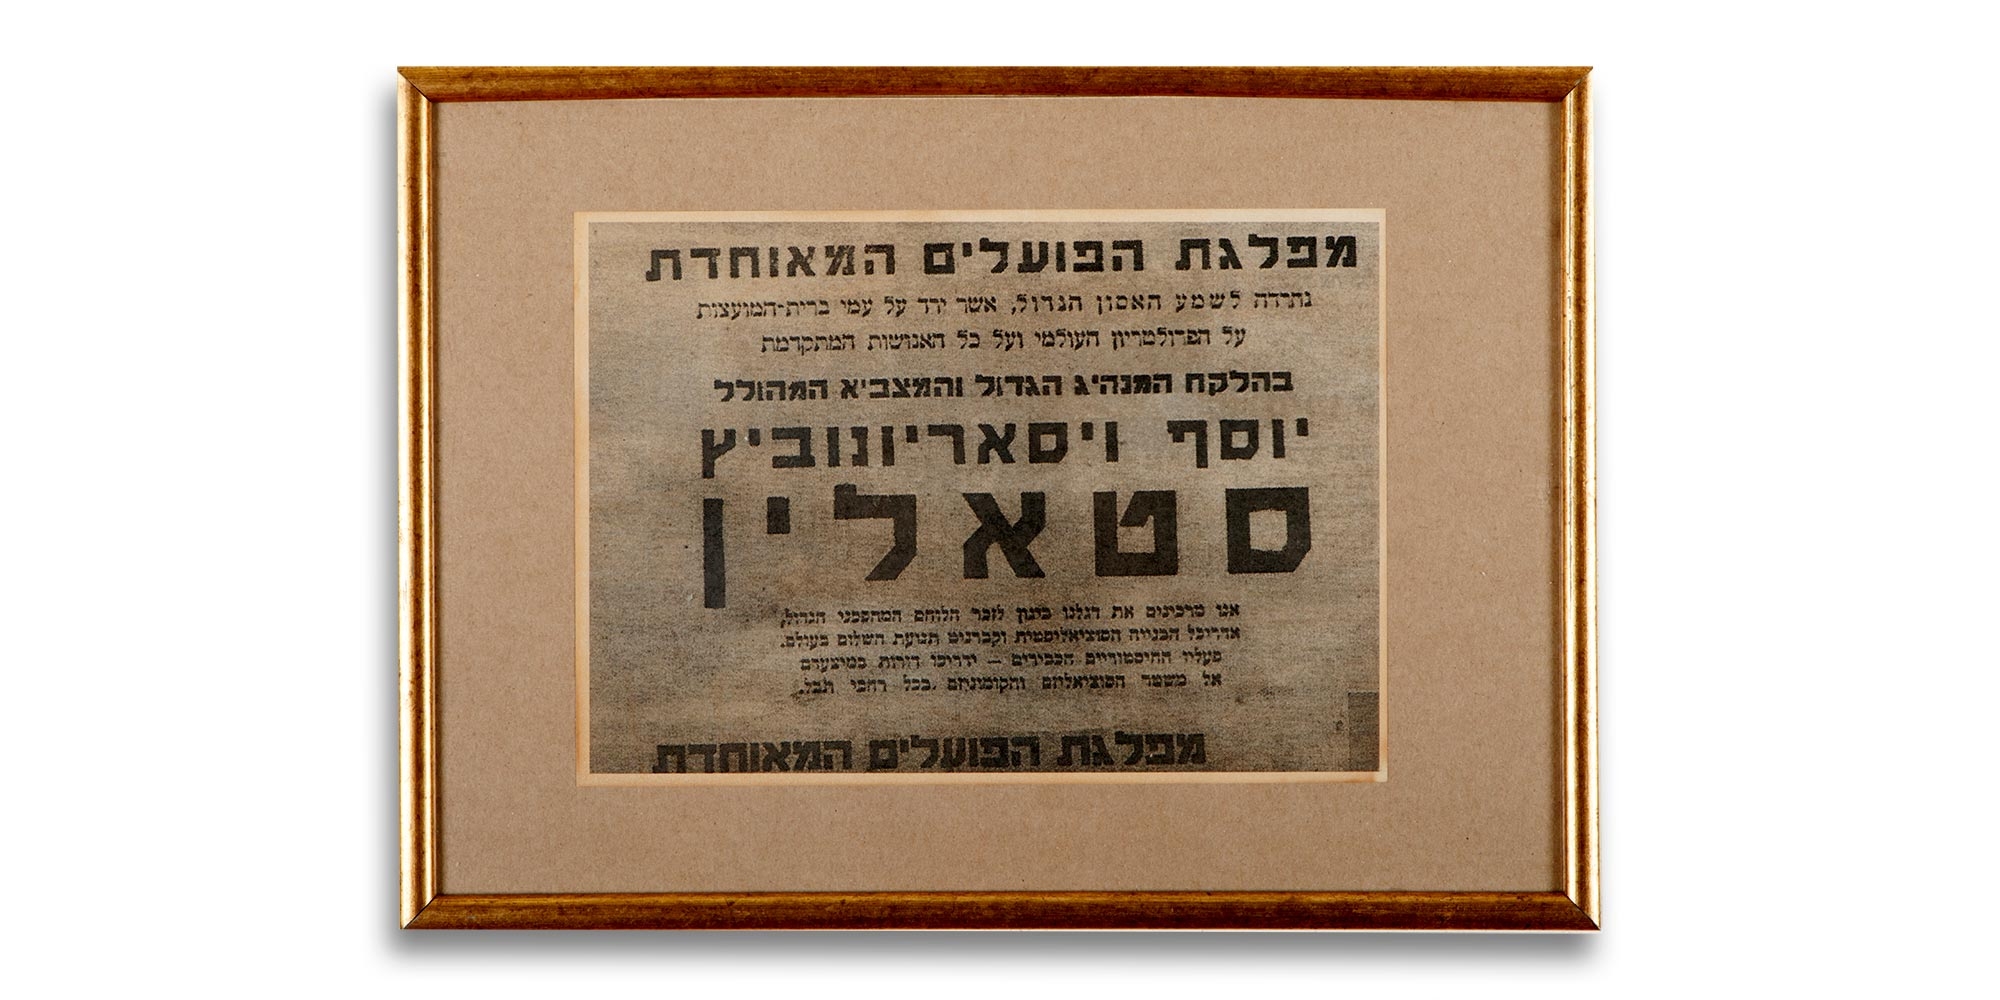 מפלגת הפועלים המאוחדת
נחרדה לשמע האסון הגדול, אשר ירד על עמי ברית-המועצות
על הפרולטריון העולמי ועל כל האנושות המתקדמת
בהלקח המנהיג הגדול והמצביא המהולל
יוסף ויסאריונוביץ
סטאלין
אנו מרכינים את דגלנו ביגון לזכר הלוחם המהפכני הגדול,
אדריכל הבנייה הסוציאליסטית וקברניט תנועת השלום בעולם.
פעליו ההיסטוריים הכבירים – ידריכו דורות במיצעדם
אל משטר הסוציאליזם והקומוניזם בכל רחבי תבל.
מפלגת הפועלים המאוחדת